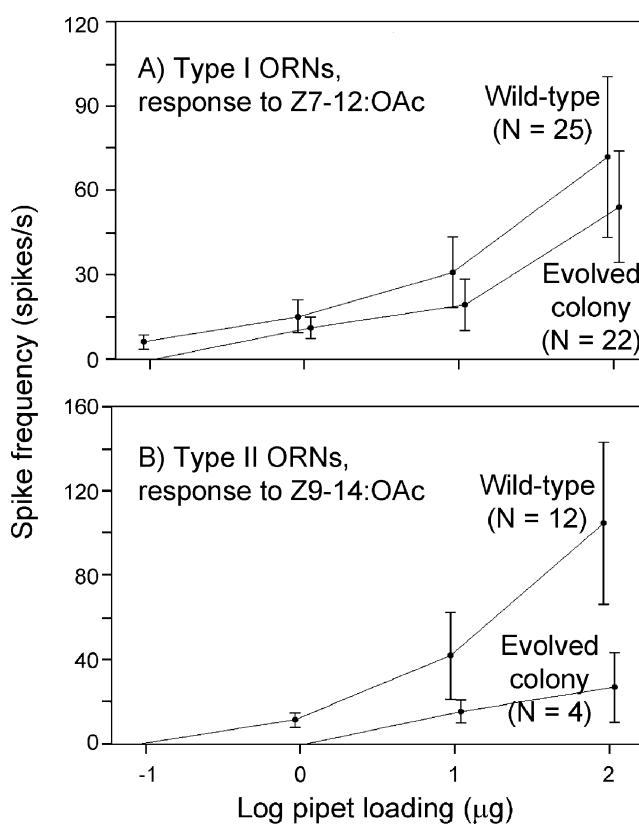 120
A) Type I ORNs,
response to Z7-12:OAc
Wild-type
(N = 25)
90
60
30
0
Evolved
colony
(N = 22)
Spike frequency (spikes/s)
160
B) Type II ORNs,
response to Z9-14:OAc
Wild-type
(N = 12)
120
80
40
0
Evolved
colony
(N = 4)
-1 0 1 2
Log pipet loading (μg)